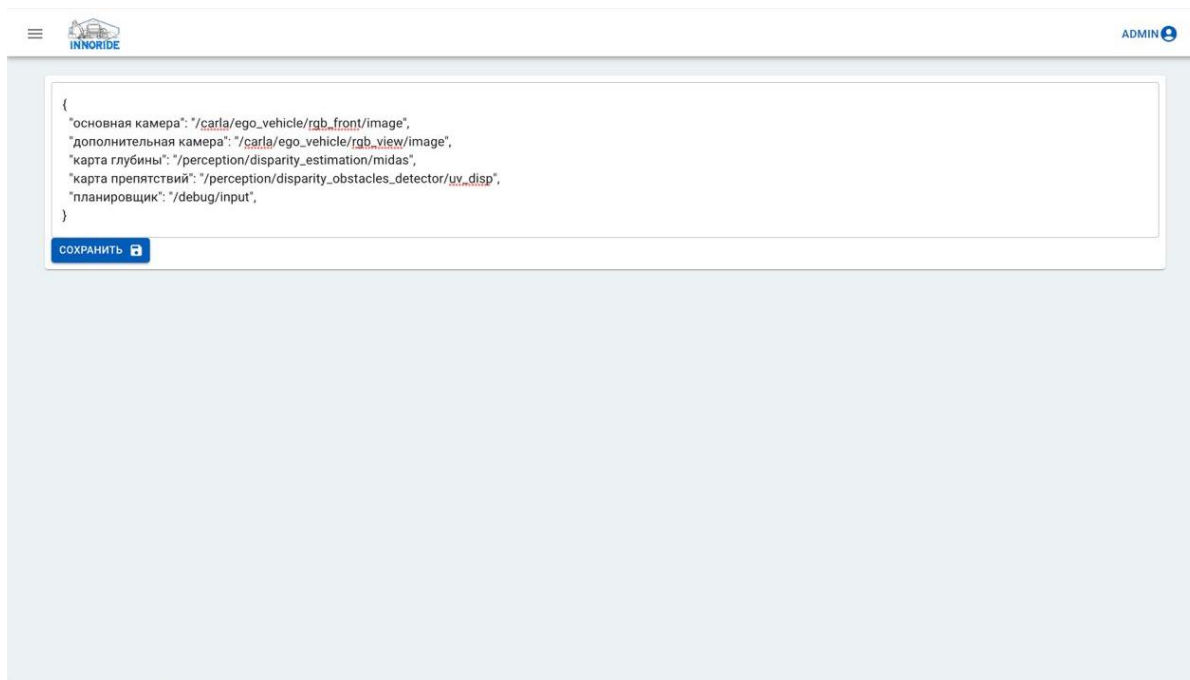 INNORIDE
ADMIN
{
"основная камера": "/carla/ego_vehicle/rgb_front/image",
"дополнительная камера": "/carla/ego_vehicle/rgb_view/image",
"карта глубины": "/perception/disparity_estimation/midas",
"карта препятствий": "/perception/disparity_obstacles_detector/uv_disp",
"планировщик": "/debug/input",
}
СОХРАНИТЬ